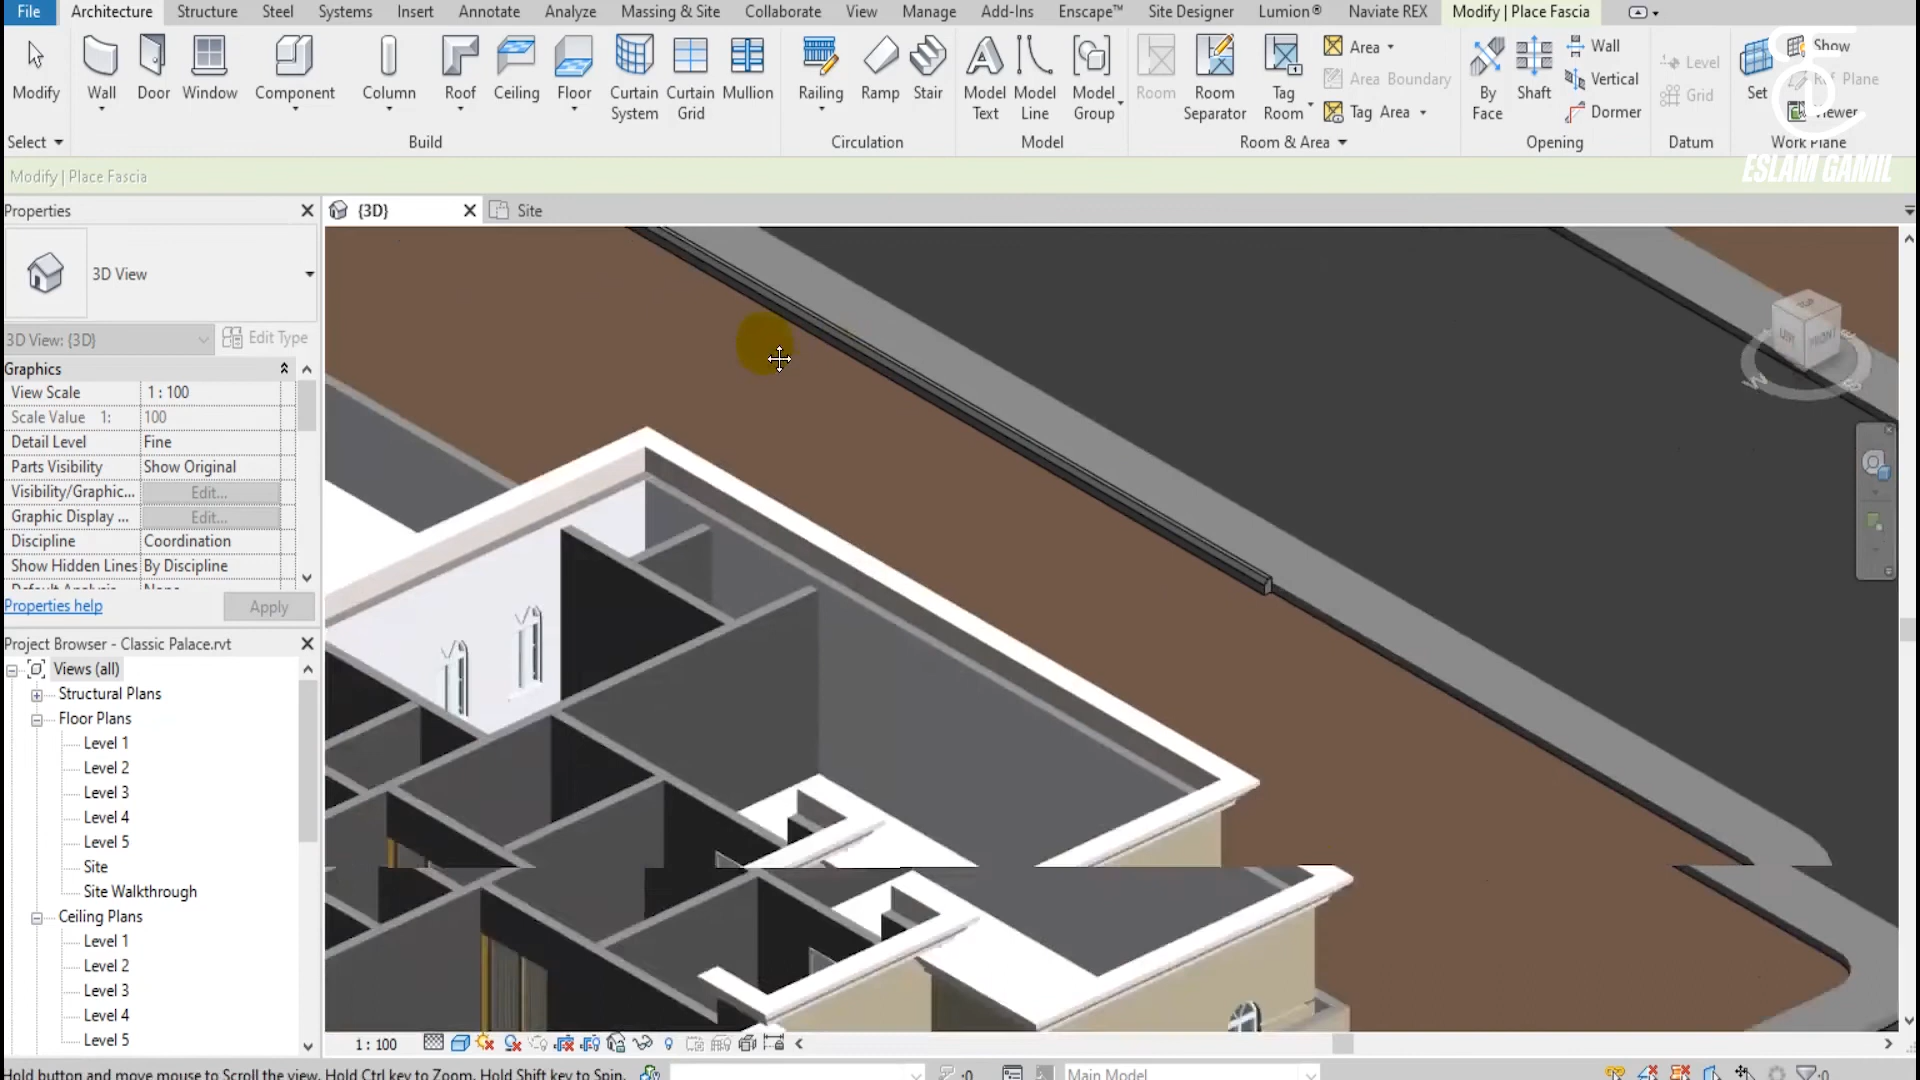 File Architecture Structure Steel Systems Insert Annotate Analyze Massing & Site Collaborate View Manage Add-Ins Enscape™ Site Designer Lumion® Naviate REX Modify | Place Fascia
Modify Wall Door Window Component Column Roof Ceiling Floor Curtain System Curtain Grid Mullion Railing Ramp Stair Model Text Model Line Model Group Room Room Separator Tag Room Area Area Boundary Tag Area By Face Shaft Wall Vertical Dormer Level Grid Set Show Ref Plane Viewer
Select Build Circulation Model Room & Area Opening Datum Work Plane
ESLAM GAMIL
Modify | Place Fascia
Properties
{3D} Site
3D View
3D View: {3D} Edit Type
Graphics
View Scale 1 : 100
Scale Value 1: 100
Detail Level Fine
Parts Visibility Show Original
Visibility/Graphic... Edit...
Graphic Display ... Edit...
Discipline Coordination
Show Hidden Lines By Discipline
Properties help Apply
Project Browser - Classic Palace.rvt
Views (all)
Structural Plans
Floor Plans
Level 1
Level 2
Level 3
Level 4
Level 5
Site
Site Walkthrough
Ceiling Plans
Level 1
Level 2
Level 3
Level 4
Level 5
TOP
FRONT
W
1 : 100
Hold button and move mouse to Scroll the view. Hold Ctrl key to Zoom. Hold Shift key to Spin.
:0
Main Model
:0